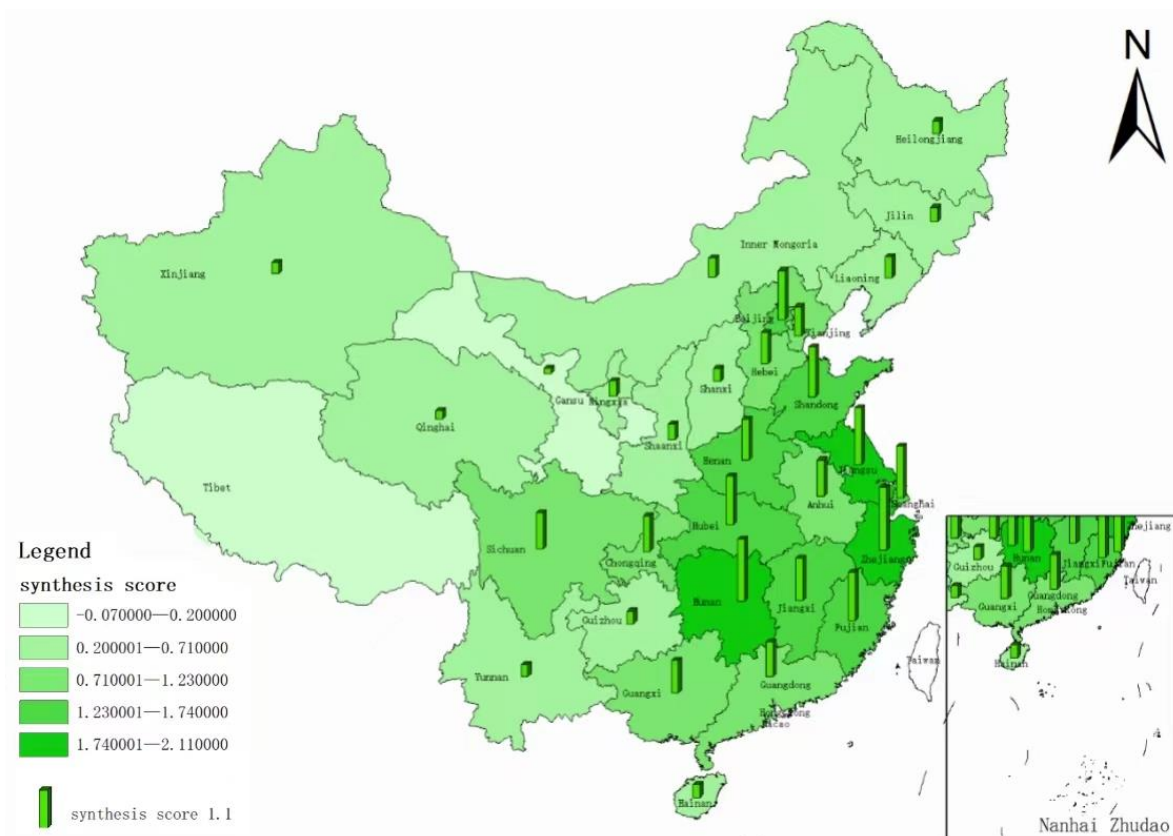 N
Heilongjiang
Jilin
Inner Mongoria
Liaoning
Xinjiang
Beijing
Tianjing
Hebei
Shanxi
Shandong
Gansu
Ningxia
Qinghai
Shaanxi
Henan
Jiangsu
Tibet
Anhui
Shanghai
Hubei
Sichuan
Chongqing
Zhejiang
Hunan
Jiangxi
Guizhou
Fujian
Taiwan
Yunnan
Guangxi
Guangdong
Hongkong
Macao
Hainan
Legend
synthesis score
-0.070000—0.200000
0.200001—0.710000
0.710001—1.230000
1.230001—1.740000
1.740001—2.110000
synthesis score 1.1
Zhejiang
Hunan
Guizhou
Jiangxi
Fujian
Taiwan
Guangxi
Guangdong
Hongkong
Hainan
Nanhai Zhudao